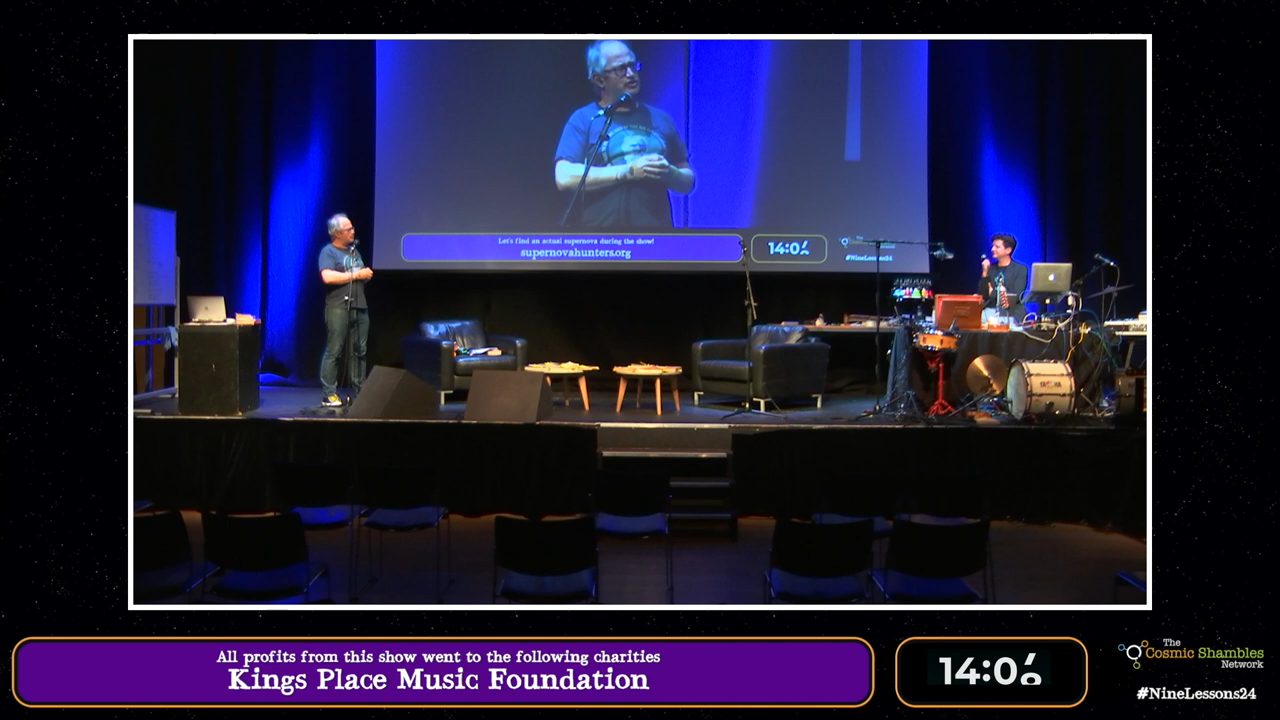 Let's find an actual supernova during the show!
supernovahunters.org
#NineLessons24
All profits from this show went to the following charities
Kings Place Music Foundation
The
Cosmic Shambles
Network
#NineLessons24